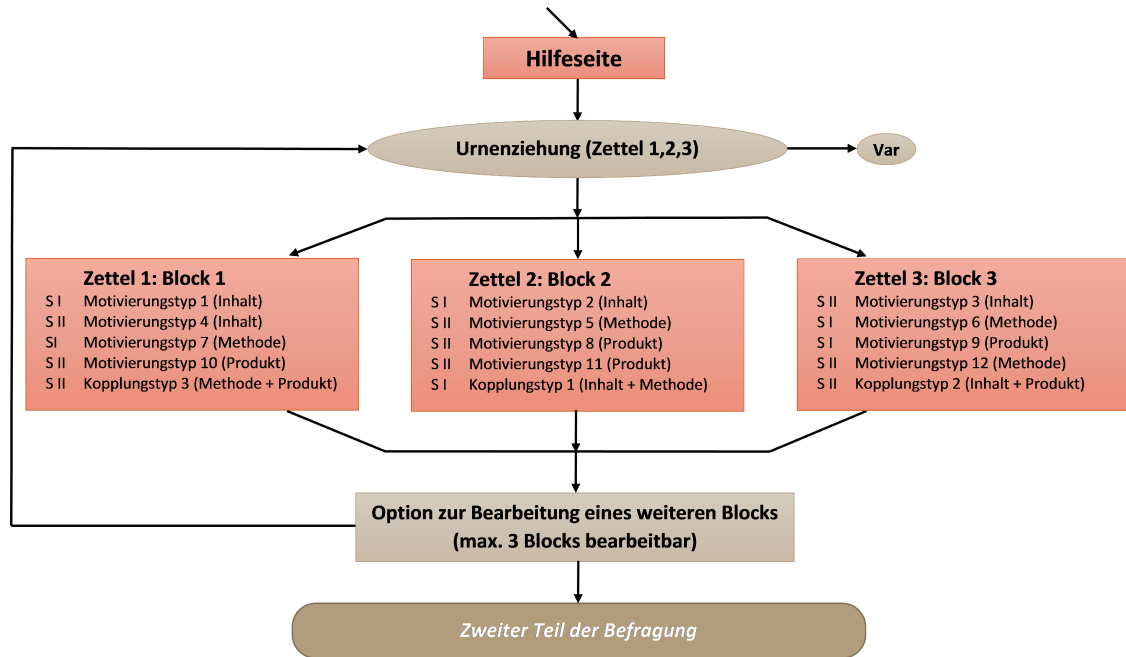 Hilfeseite
Urnenziehung (Zettel 1,2,3)
Var
Zettel 1: Block 1
S I Motivierungstyp 1 (Inhalt)
S II Motivierungstyp 4 (Inhalt)
SI Motivierungstyp 7 (Methode)
S II Motivierungstyp 10 (Produkt)
S II Kopplungstyp 3 (Methode + Produkt)
Zettel 2: Block 2
S I Motivierungstyp 2 (Inhalt)
S II Motivierungstyp 5 (Methode)
S II Motivierungstyp 8 (Produkt)
S II Motivierungstyp 11 (Produkt)
S I Kopplungstyp 1 (Inhalt + Methode)
Zettel 3: Block 3
S II Motivierungstyp 3 (Inhalt)
S I Motivierungstyp 6 (Methode)
S I Motivierungstyp 9 (Produkt)
S II Motivierungstyp 12 (Methode)
S II Kopplungstyp 2 (Inhalt + Produkt)
Option zur Bearbeitung eines weiteren Blocks
(max. 3 Blocks bearbeitbar)
Zweiter Teil der Befragung